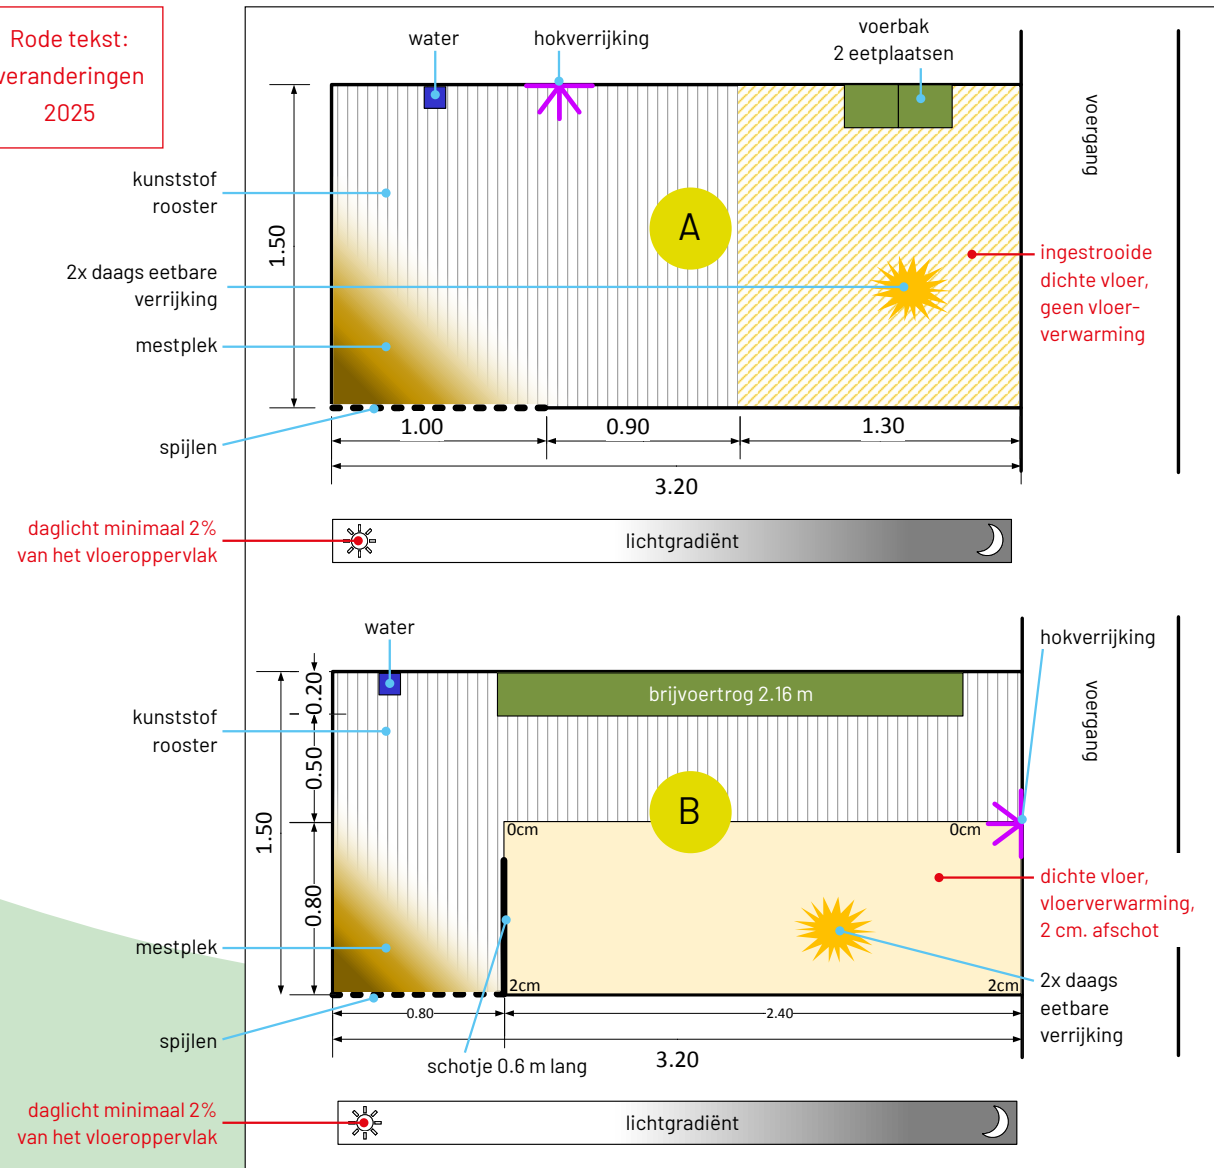 Rode tekst:
veranderingen
2025
water
hokverrijking
voerbak
2 eetplaatsen
voergang
kunststof
rooster
1.50
A
2x daags eetbare
verrijking
ingestrooide
dichte vloer,
geen vloer-
verwarming
mestplek
spijlen
1.00
0.90
1.30
3.20
daglicht minimaal 2%
van het vloeroppervlak
lichtgradiënt
water
hokverrijking
0.20
brijvoertrog 2.16 m
voergang
kunststof
rooster
0.50
1.50
B
0cm
0cm
0.80
dichte vloer,
vloerverwarming,
2 cm. afschot
mestplek
2cm
2cm
2x daags
eetbare
verrijking
0.80
2.40
spijlen
schotje 0.6 m lang
3.20
daglicht minimaal 2%
van het vloeroppervlak
lichtgradiënt